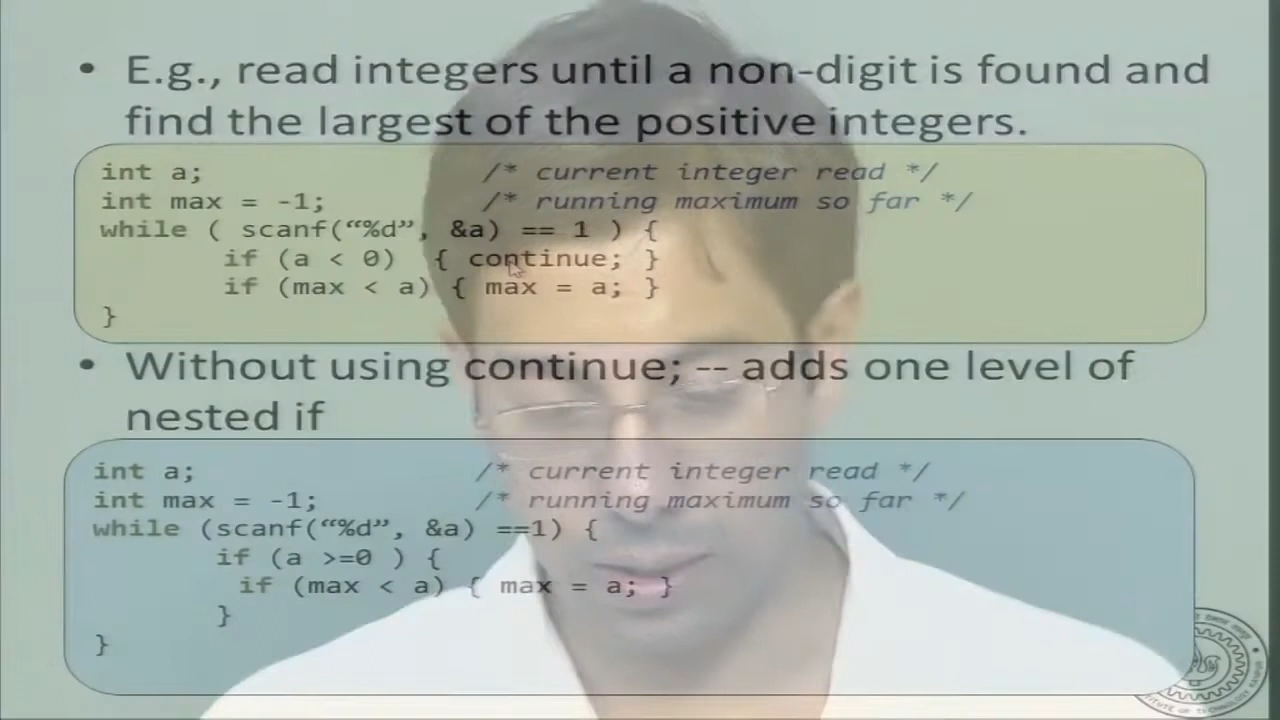 • E.g., read integers until a non-digit is found and
find the largest of the positive integers.
int a; /* current integer read */
int max = -1; /* running maximum so far */
while ( scanf(“%d”, &a) == 1 ) {
if (a < 0) { continue; }
if (max < a) { max = a; }
}
• Without using continue; -- adds one level of
nested if
int a; /* current integer read */
int max = -1; /* running maximum so far */
while (scanf(“%d”, &a) ==1) {
if (a >=0 ) {
if (max < a) { max = a; }
}
}